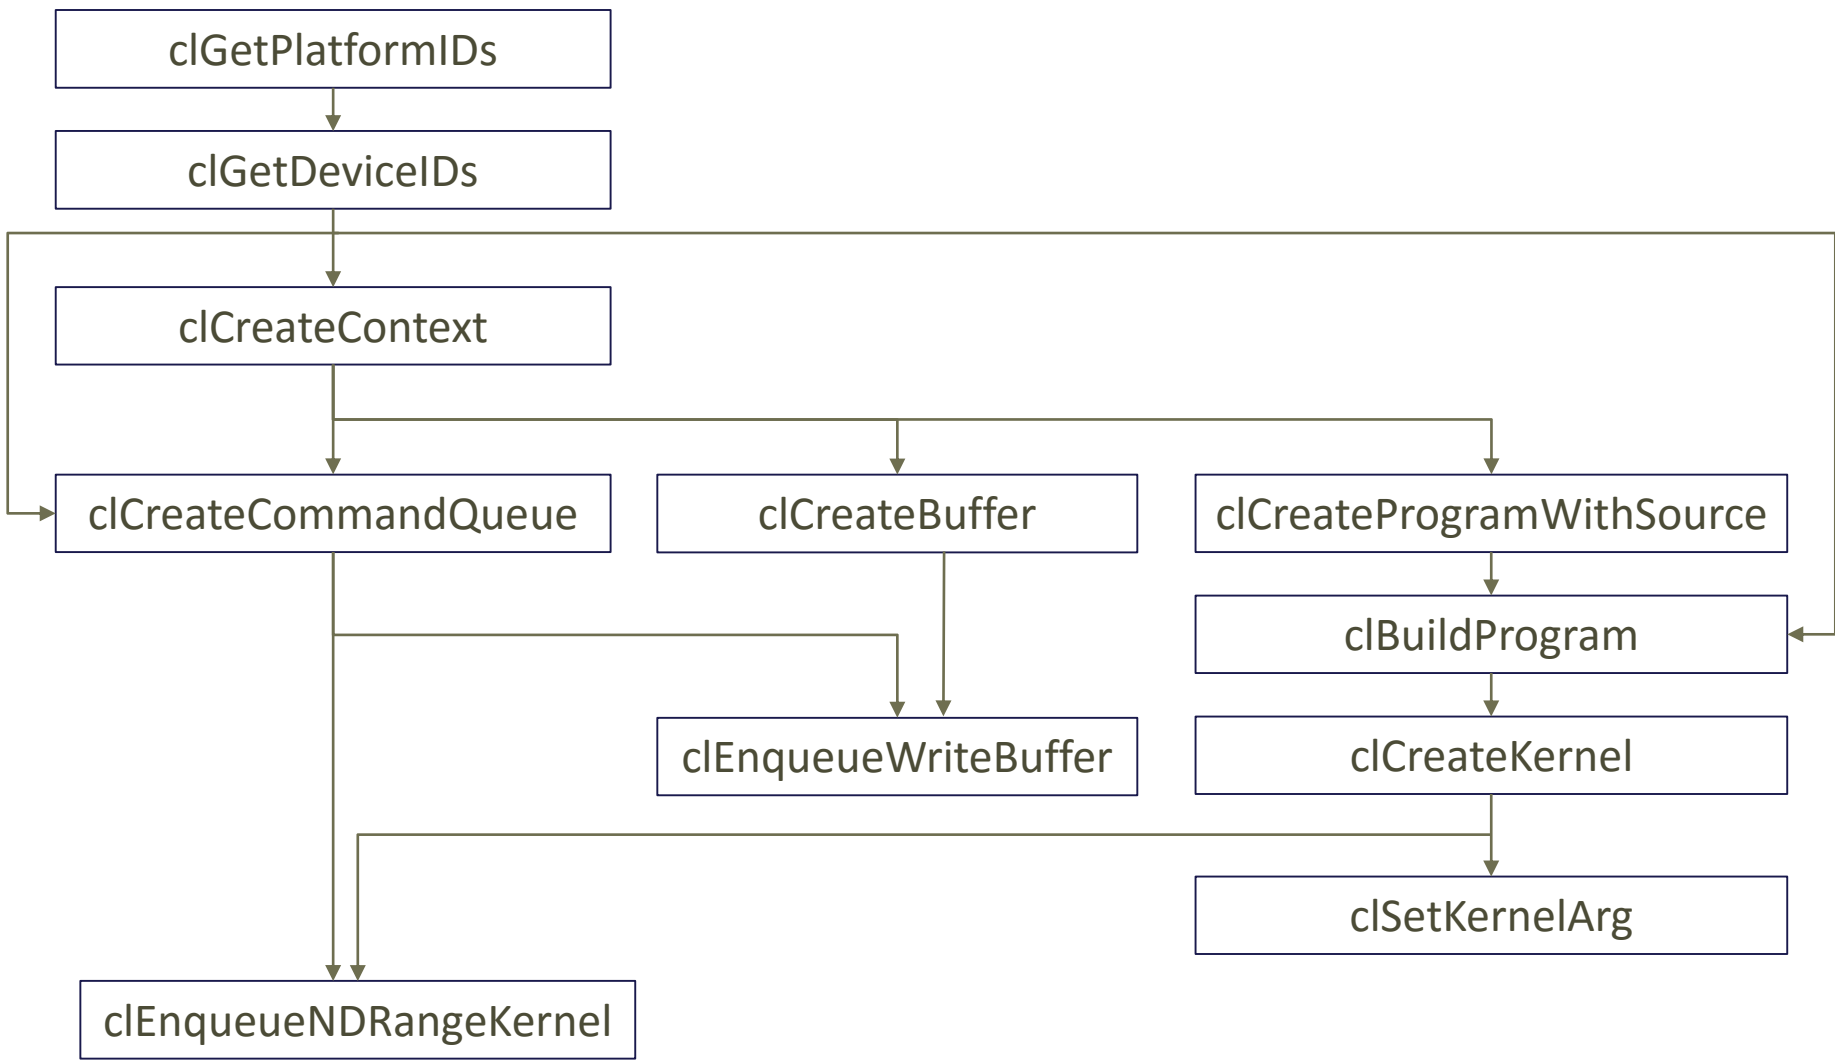 clGetPlatformIDs
clGetDeviceIDs
clCreateContext
clCreateCommandQueue
clCreateBuffer
clCreateProgramWithSource
clBuildProgram
clEnqueueWriteBuffer
clCreateKernel
clSetKernelArg
clEnqueueNDRangeKernel